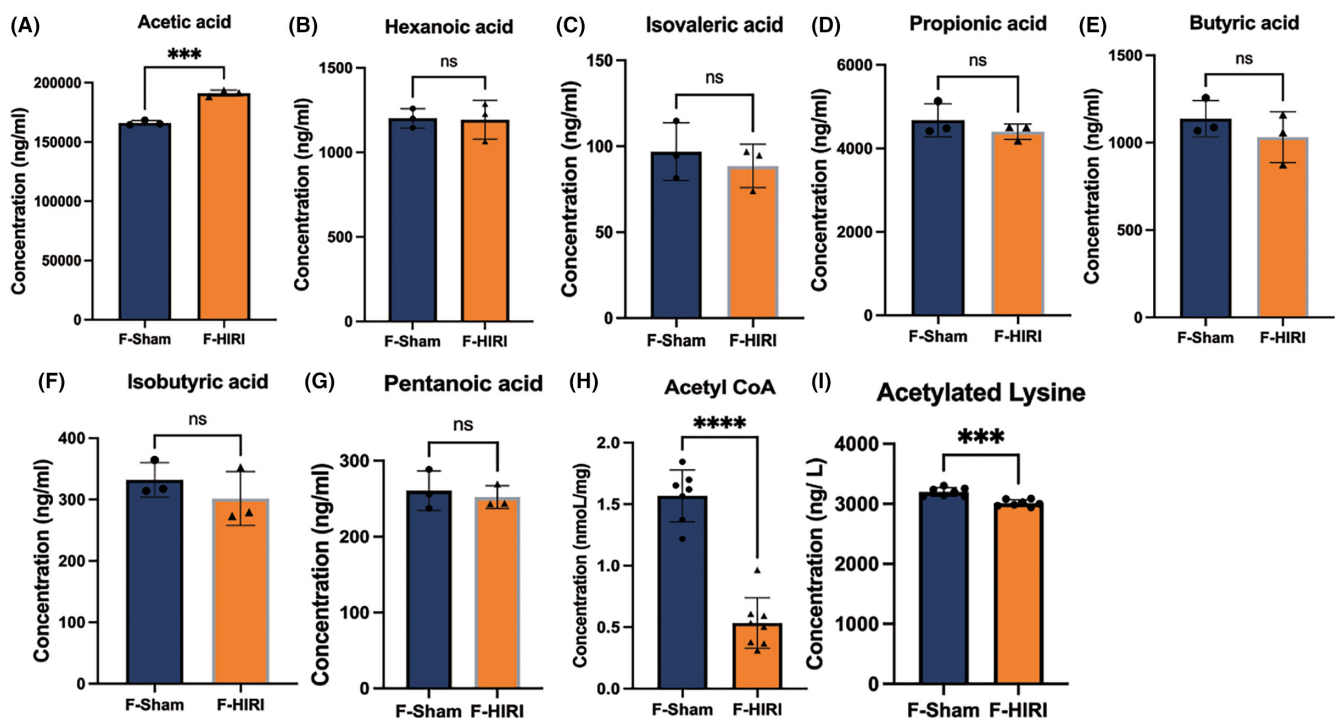 (A)
Acetic acid
***
Concentration (ng/ml)
200000
150000
100000
50000
0
F-Sham
F-HIRI
(B)
Hexanoic acid
ns
Concentration (ng/ml)
1500
1000
500
0
F-Sham
F-HIRI
(C)
Isovaleric acid
ns
Concentration (ng/ml)
150
100
50
0
F-Sham
F-HIRI
(D)
Propionic acid
ns
Concentration (ng/ml)
6000
4000
2000
0
F-Sham
F-HIRI
(E)
Butyric acid
ns
Concentration (ng/ml)
1500
1000
500
0
F-Sham
F-HIRI
(F)
Isobutyric acid
ns
Concentration (ng/ml)
400
300
200
100
0
F-Sham
F-HIRI
(G)
Pentanoic acid
ns
Concentration (ng/ml)
300
200
100
0
F-Sham
F-HIRI
(H)
Acetyl CoA
****
Concentration (nmoL/mg)
2.0
1.5
1.0
0.5
0.0
F-Sham
F-HIRI
(I)
Acetylated Lysine
***
Concentration (ng/ L)
4000
3000
2000
1000
0
F-Sham
F-HIRI